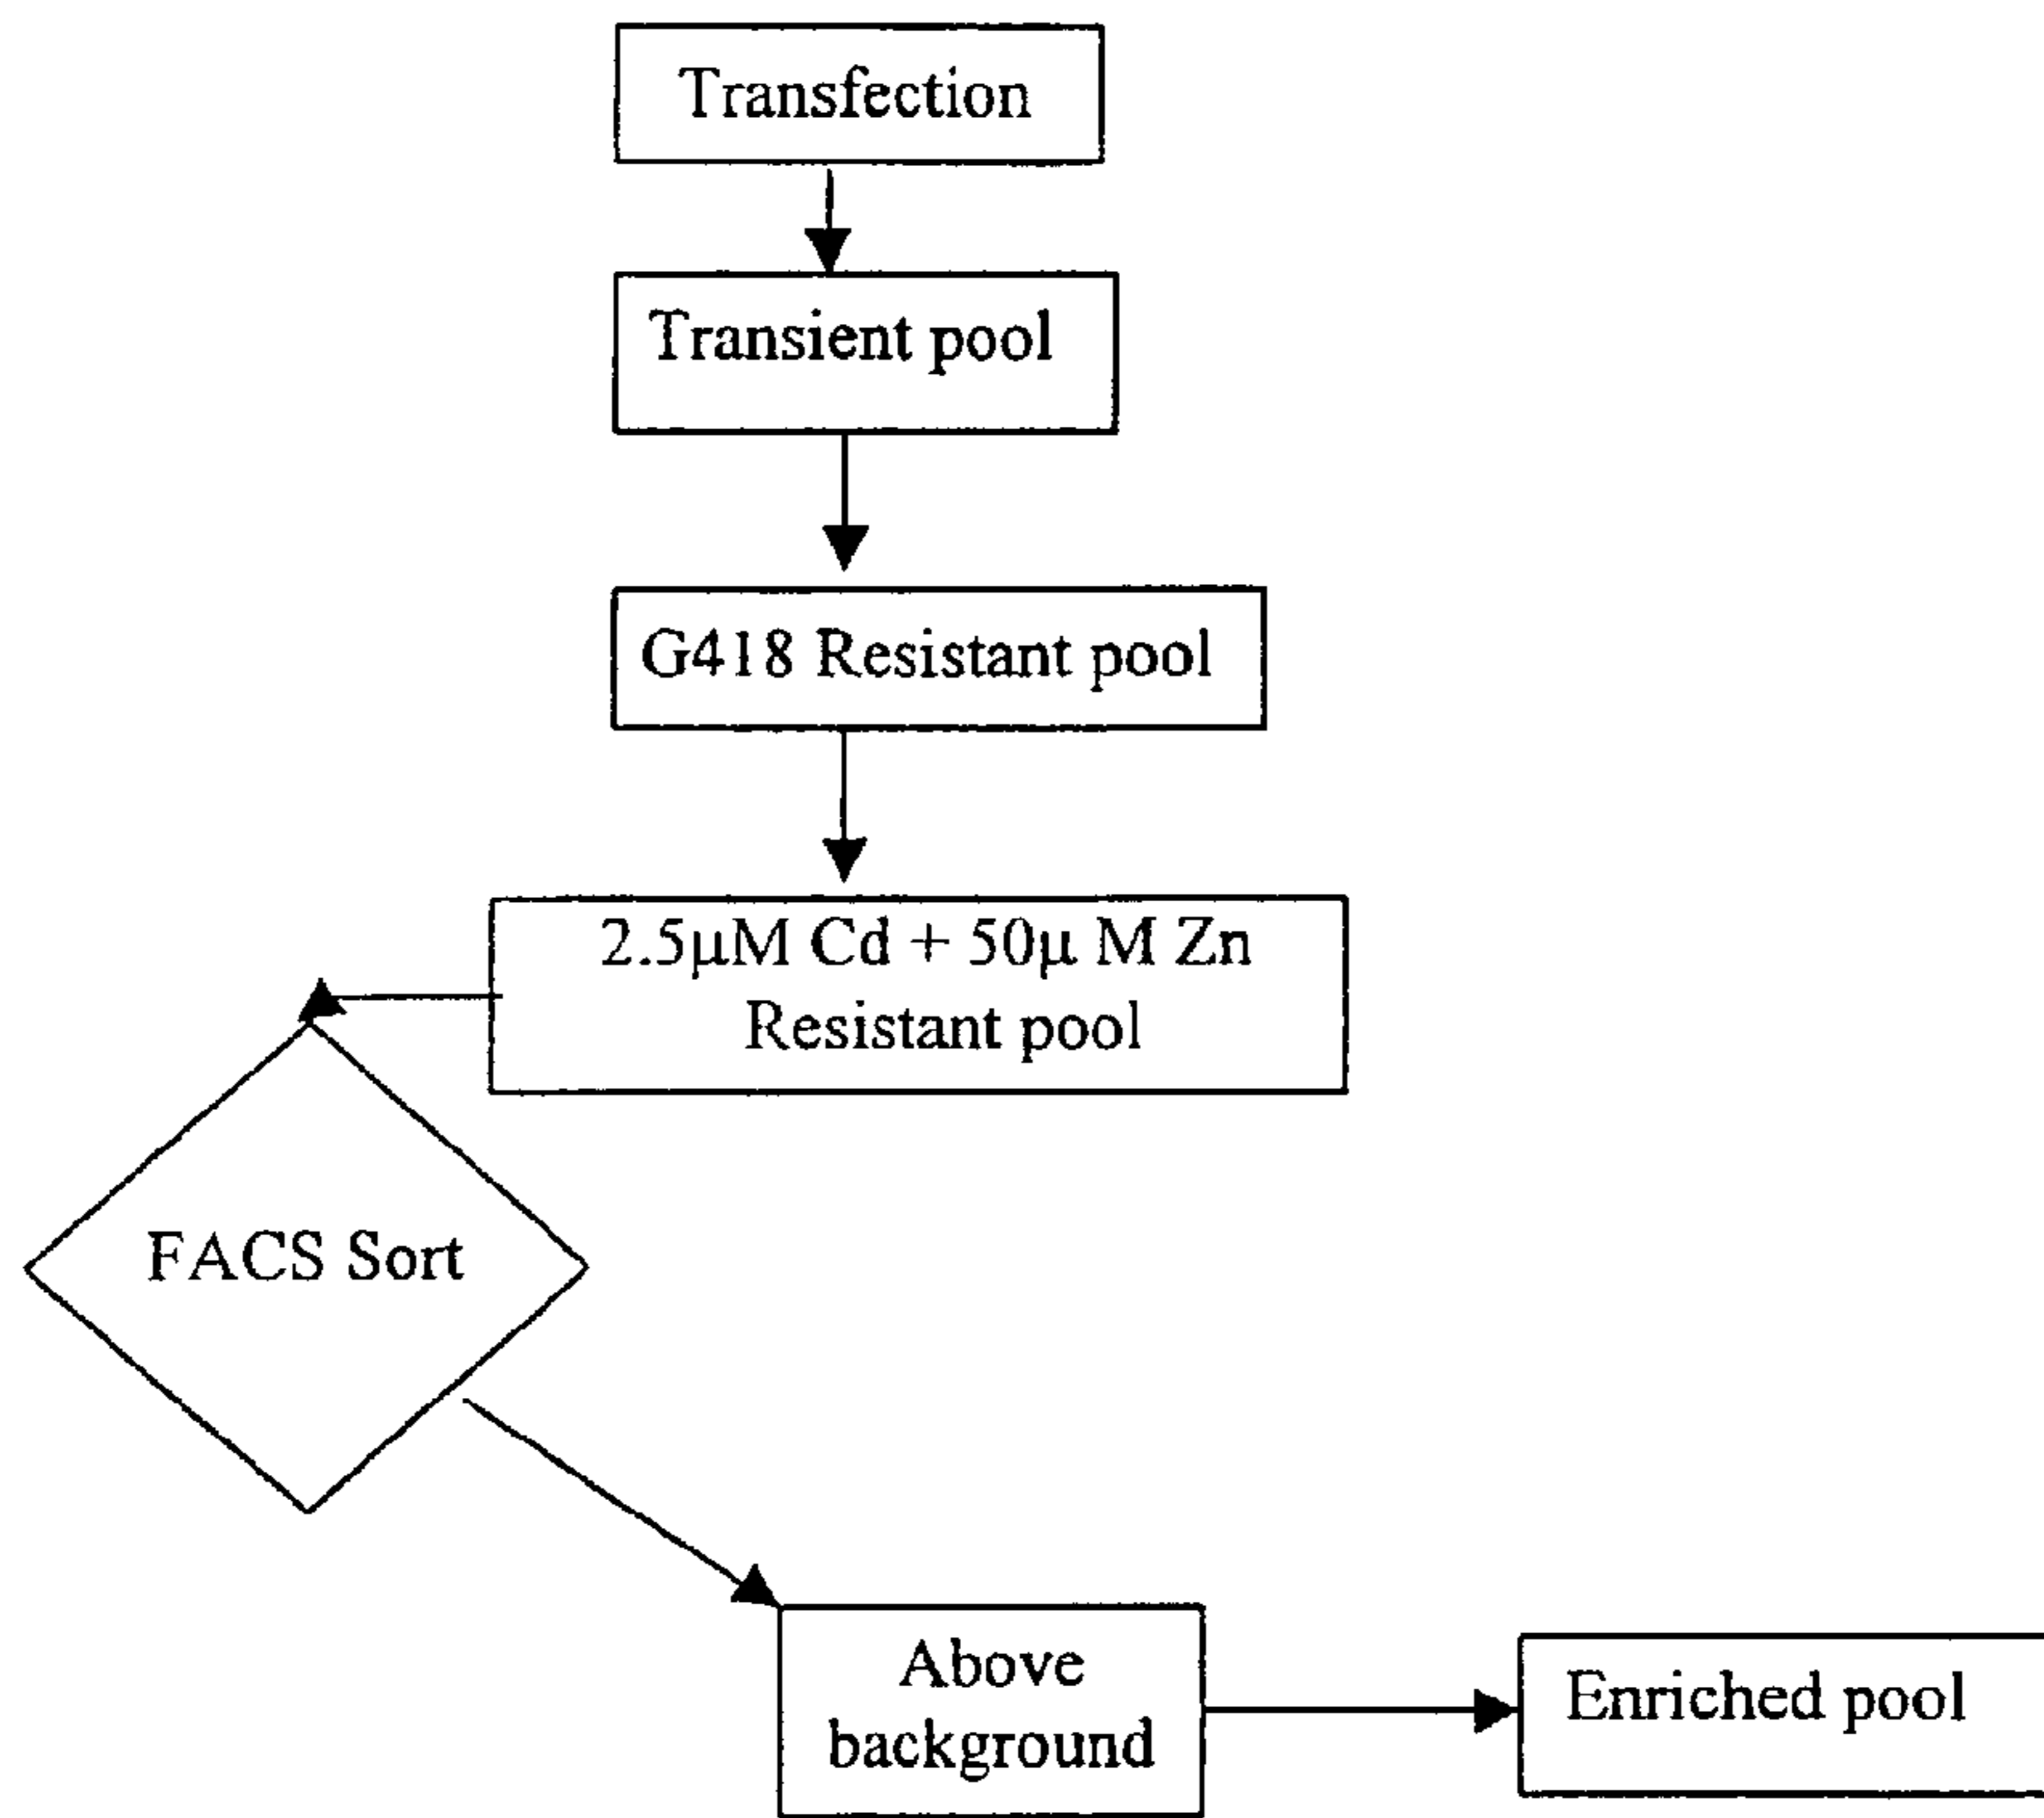 Transfection
Transient pool
G418 Resistant pool
2.5μM Cd + 50μ M Zn
Resistant pool
FACS Sort
Above
background
Enriched pool